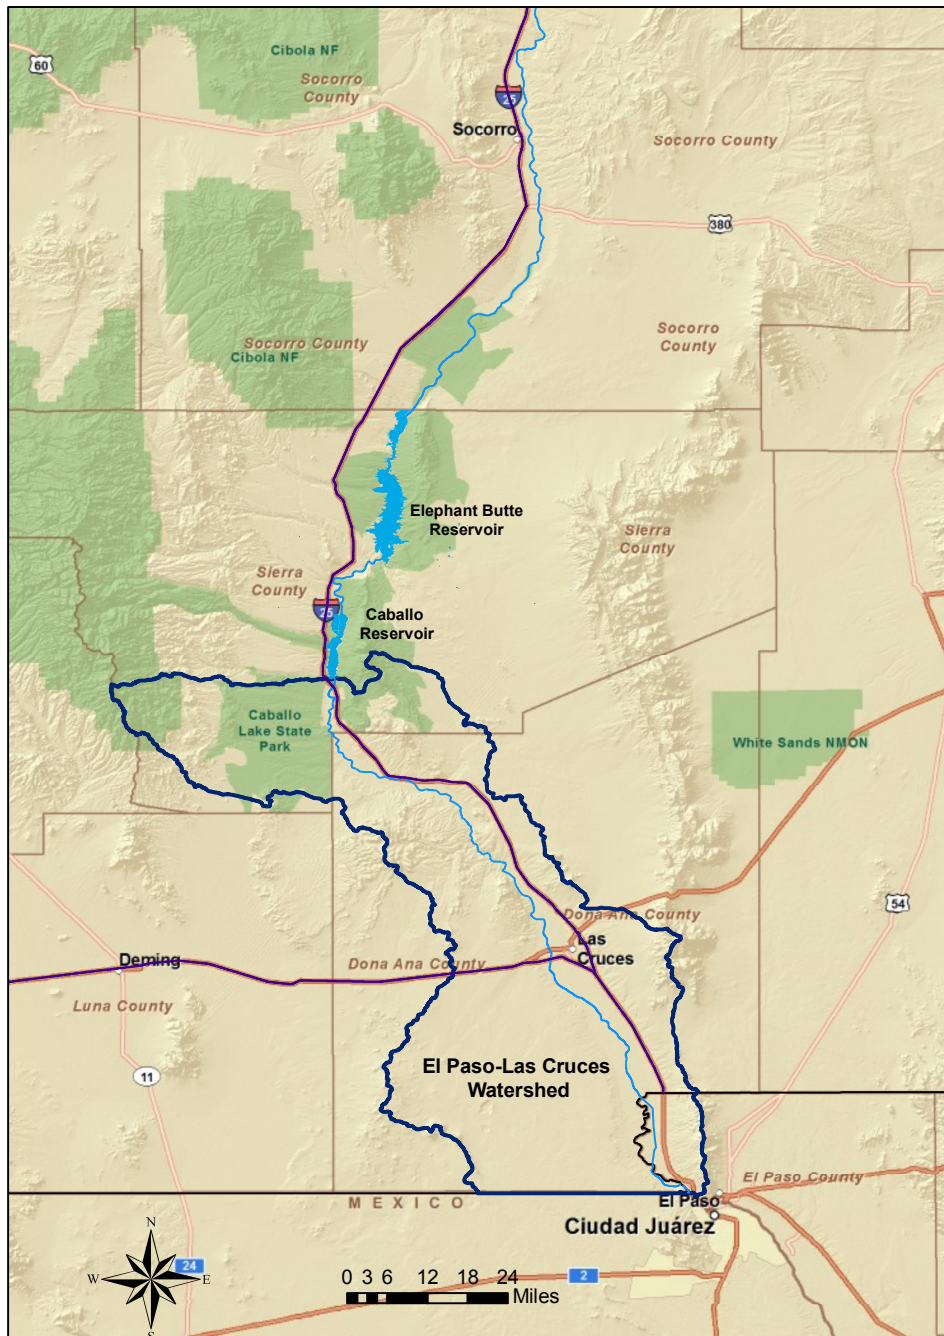 Cibola NF
60
Socorro
County
25
Socorro
Socorro County
380
Socorro County
Cibola NF
Socorro
County
Elephant Butte
Reservoir
Sierra
County
Sierra
County
25
Caballo
Reservoir
Caballo
Lake State
Park
White Sands NMON
54
Dona Ana County
Las
Cruces
Deming
Dona Ana County
Luna County
11
El Paso-Las Cruces
Watershed
El Paso County
El Paso
MEXICO
Ciudad Juárez
N
W
E
S
24
2
0 3 6 12 18 24
Miles